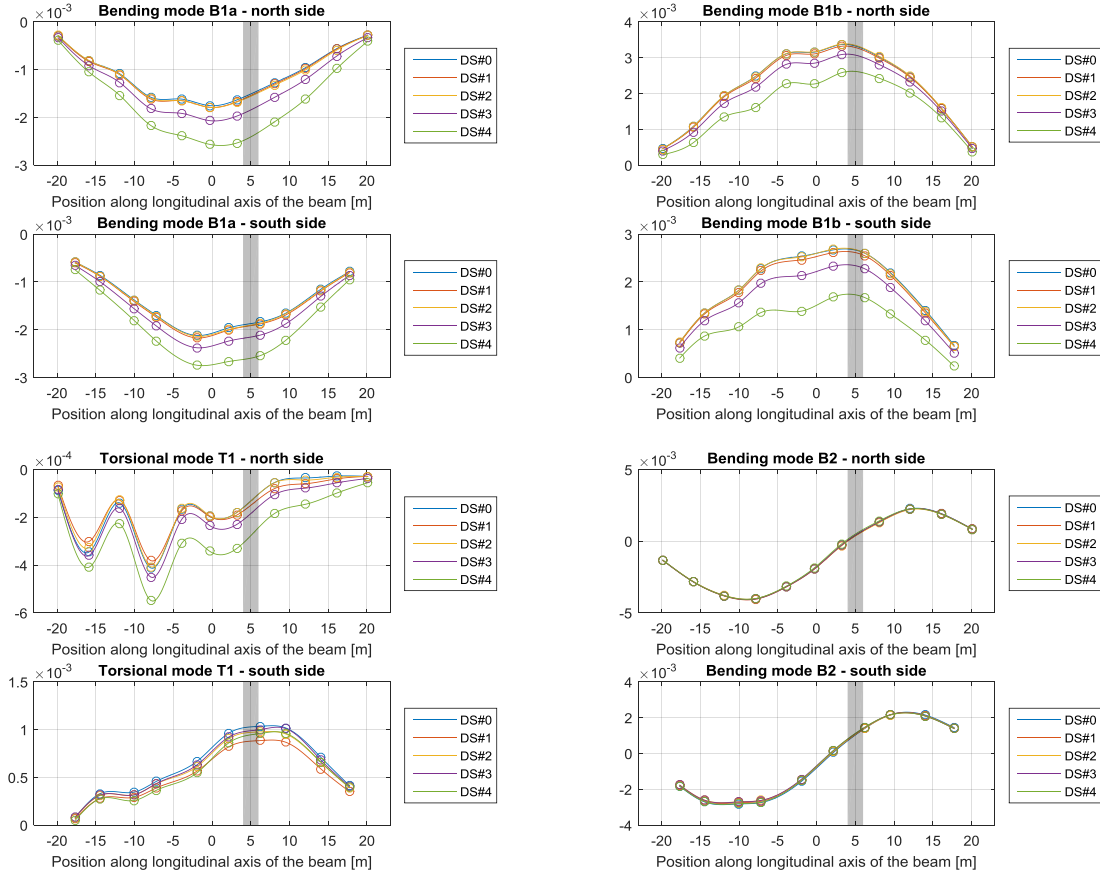 ×10⁻³
Bending mode B1a - north side
0
-1
-2
-3
-20 -15 -10 -5 0 5 10 15 20
Position along longitudinal axis of the beam [m]
DS#0
DS#1
DS#2
DS#3
DS#4
×10⁻³
Bending mode B1b - north side
4
3
2
1
0
-20 -15 -10 -5 0 5 10 15 20
Position along longitudinal axis of the beam [m]
DS#0
DS#1
DS#2
DS#3
DS#4
×10⁻³
Bending mode B1a - south side
0
-1
-2
-3
-20 -15 -10 -5 0 5 10 15 20
Position along longitudinal axis of the beam [m]
DS#0
DS#1
DS#2
DS#3
DS#4
×10⁻³
Bending mode B1b - south side
3
2
1
0
-20 -15 -10 -5 0 5 10 15 20
Position along longitudinal axis of the beam [m]
DS#0
DS#1
DS#2
DS#3
DS#4
×10⁻⁴
Torsional mode T1 - north side
0
-2
-4
-6
-20 -15 -10 -5 0 5 10 15 20
Position along longitudinal axis of the beam [m]
DS#0
DS#1
DS#2
DS#3
DS#4
×10⁻³
Bending mode B2 - north side
5
0
-5
-20 -15 -10 -5 0 5 10 15 20
Position along longitudinal axis of the beam [m]
DS#0
DS#1
DS#2
DS#3
DS#4
×10⁻³
Torsional mode T1 - south side
1.5
1
0.5
0
-20 -15 -10 -5 0 5 10 15 20
Position along longitudinal axis of the beam [m]
DS#0
DS#1
DS#2
DS#3
DS#4
×10⁻³
Bending mode B2 - south side
4
2
0
-2
-4
-20 -15 -10 -5 0 5 10 15 20
Position along longitudinal axis of the beam [m]
DS#0
DS#1
DS#2
DS#3
DS#4